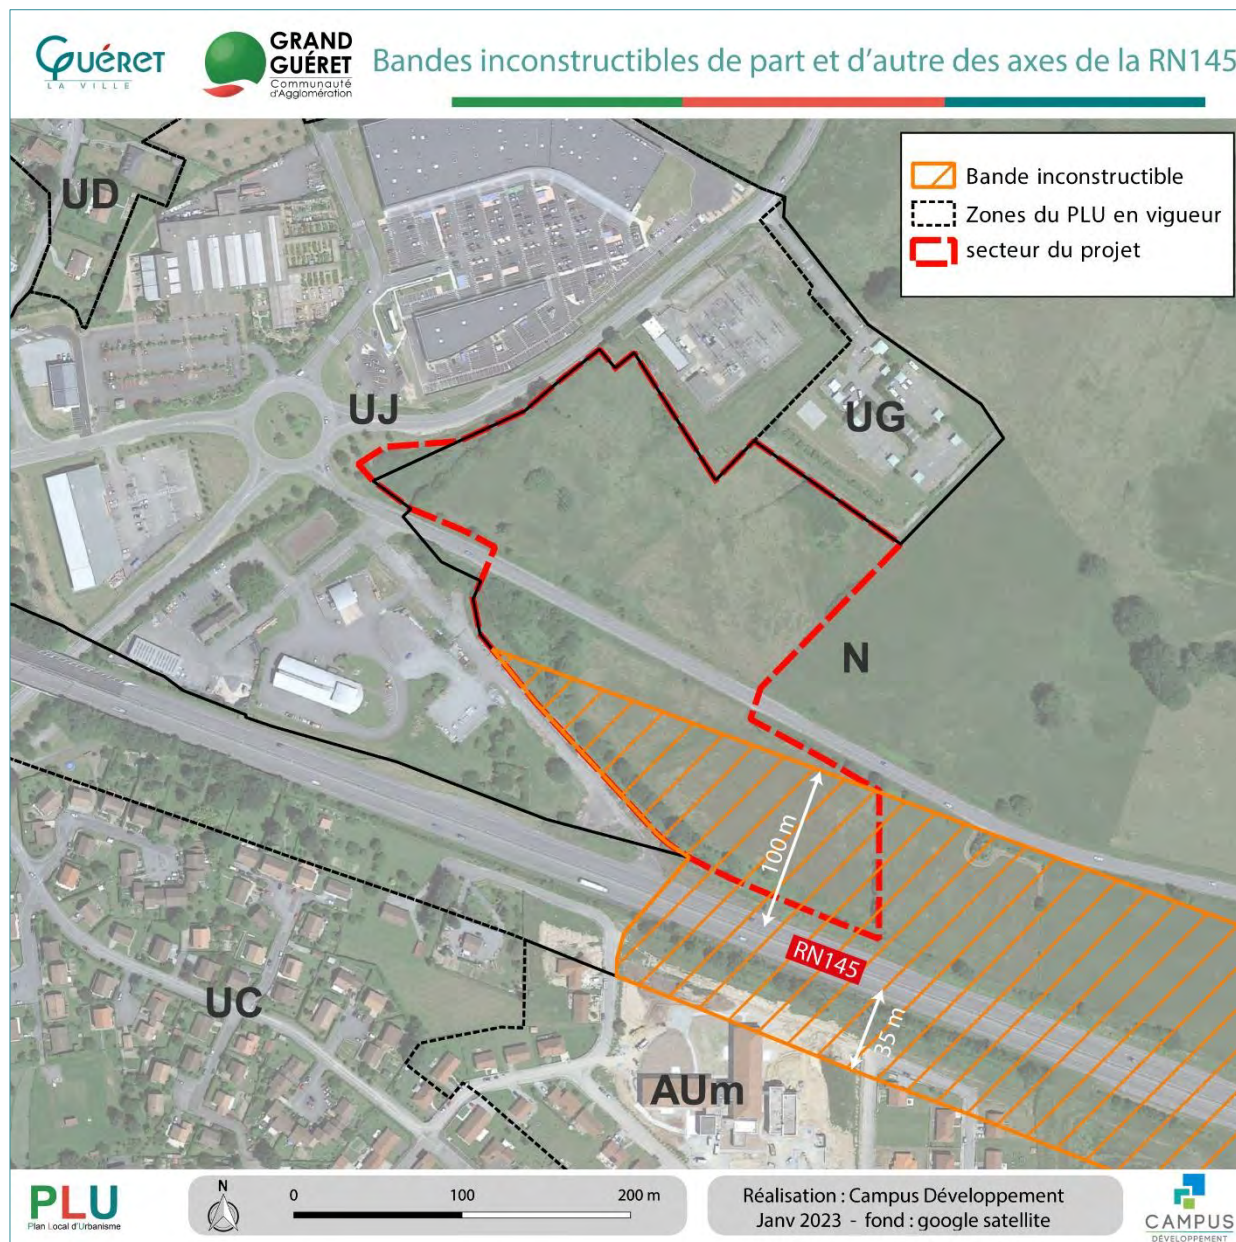 Guéret
LA VILLE
GRAND
GUÉRET
Communauté
d'Agglomération
Bandes inconstructibles de part et d'autre des axes de la RN145
Bande inconstructible
Zones du PLU en vigueur
secteur du projet
UD
UJ
UG
N
100 m
RN145
35 m
UC
AUm
PLU
Plan Local d'Urbanisme
N
0 100 200 m
Réalisation : Campus Développement
Janv 2023 - fond : google satellite
CAMPUS
DÉVELOPPEMENT